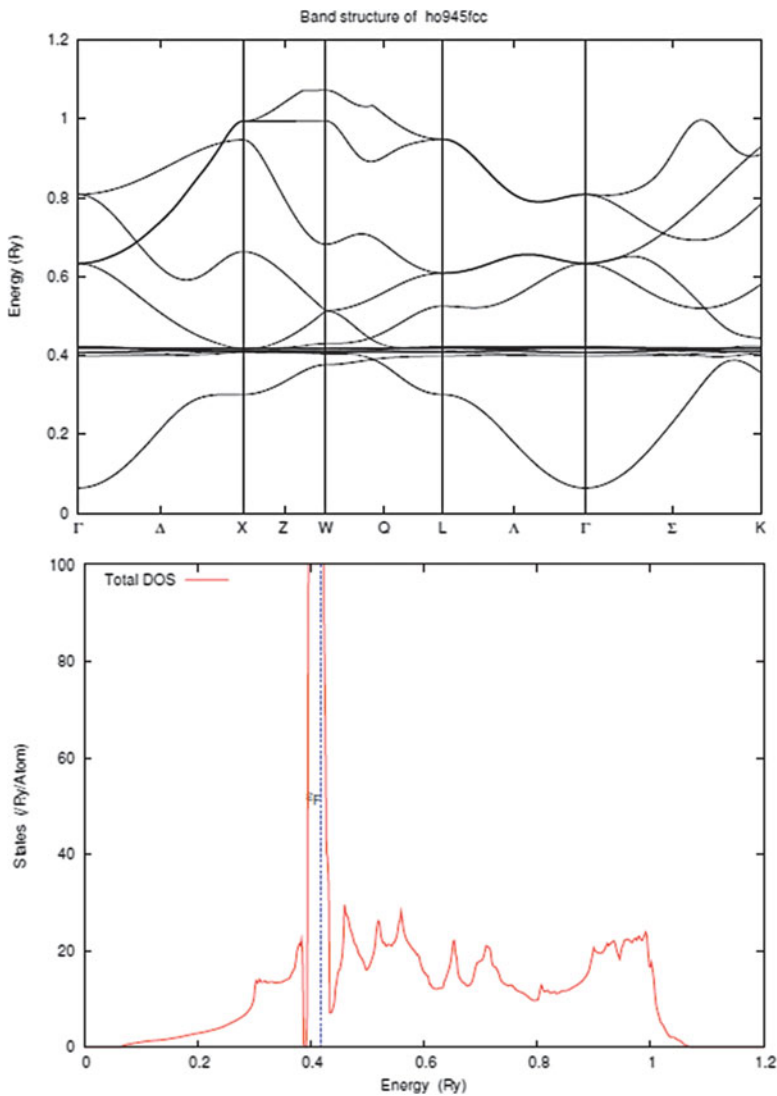 Band structure of ho945fcc
Energy (Ry)
1.2
1
0.8
0.6
0.4
0.2
0
Γ Δ X Z W Q L Λ Γ Σ K
Total DOS
States (/Ry/Atom)
100
80
60
40
20
0
0 0.2 0.4 0.6 0.8 1 1.2
Energy (Ry)